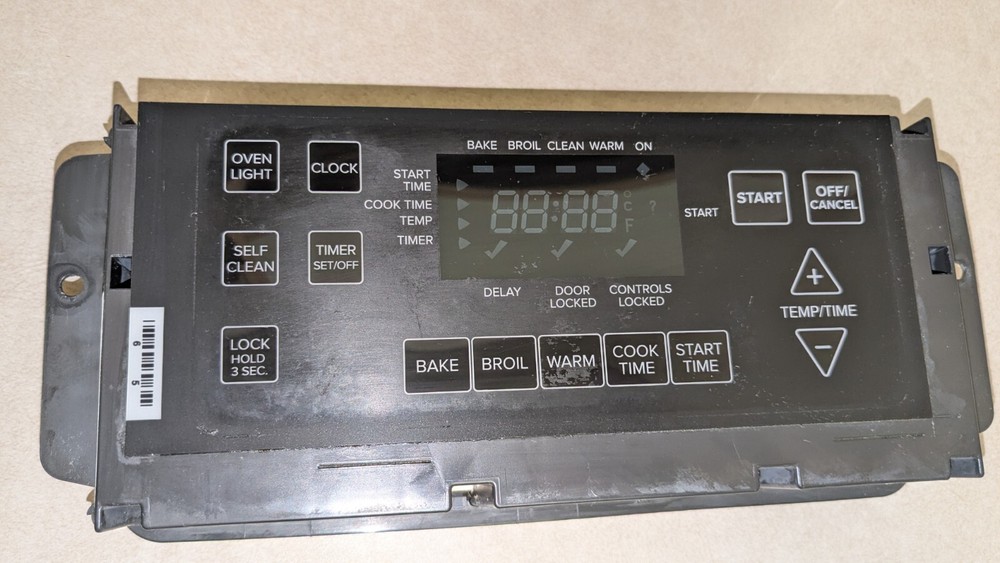 OVEN
LIGHT
CLOCK
SELF
CLEAN
TIMER
SET/OFF
LOCK
HOLD
3 SEC.
6
5
BAKE BROIL CLEAN WARM ON
START
TIME
COOK TIME
TEMP
TIMER
88:88
°
C
F
?
START
DELAY
DOOR
LOCKED
CONTROLS
LOCKED
BAKE
BROIL
WARM
COOK
TIME
START
TIME
START
OFF/
CANCEL
+
TEMP/TIME
−